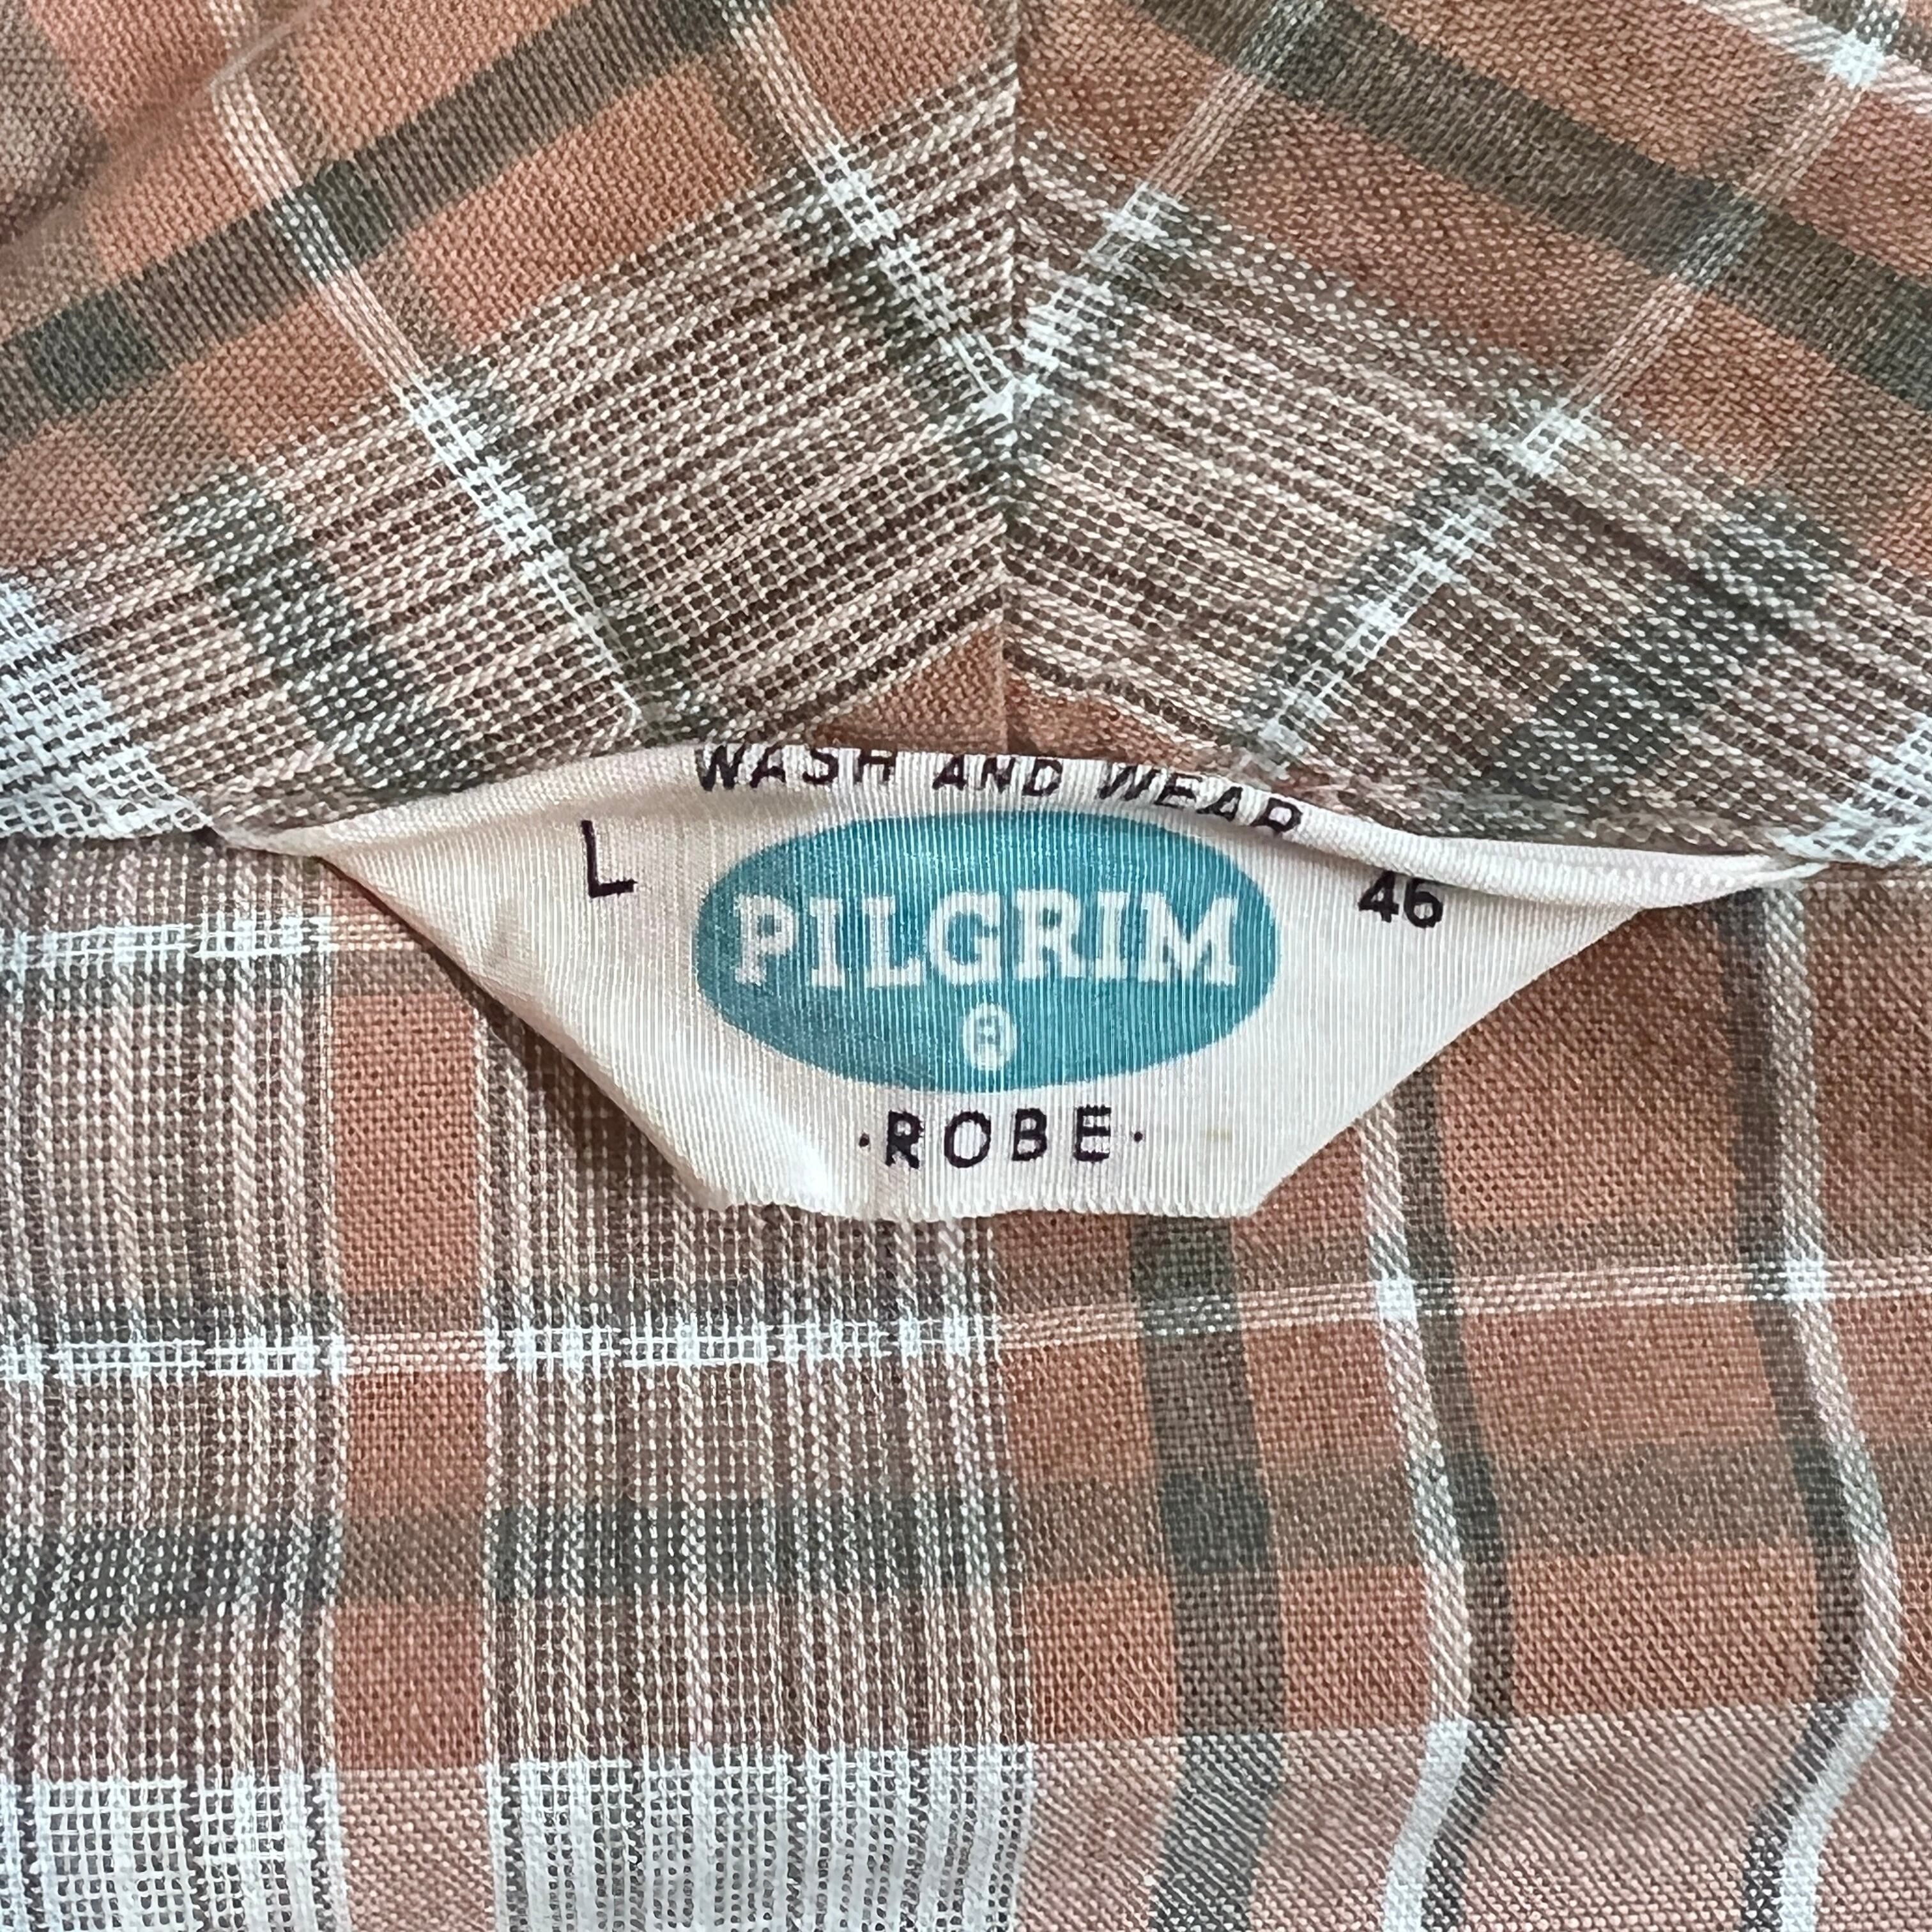 WASH AND WEAR
L 46
PILGRIM
®
·ROBE·